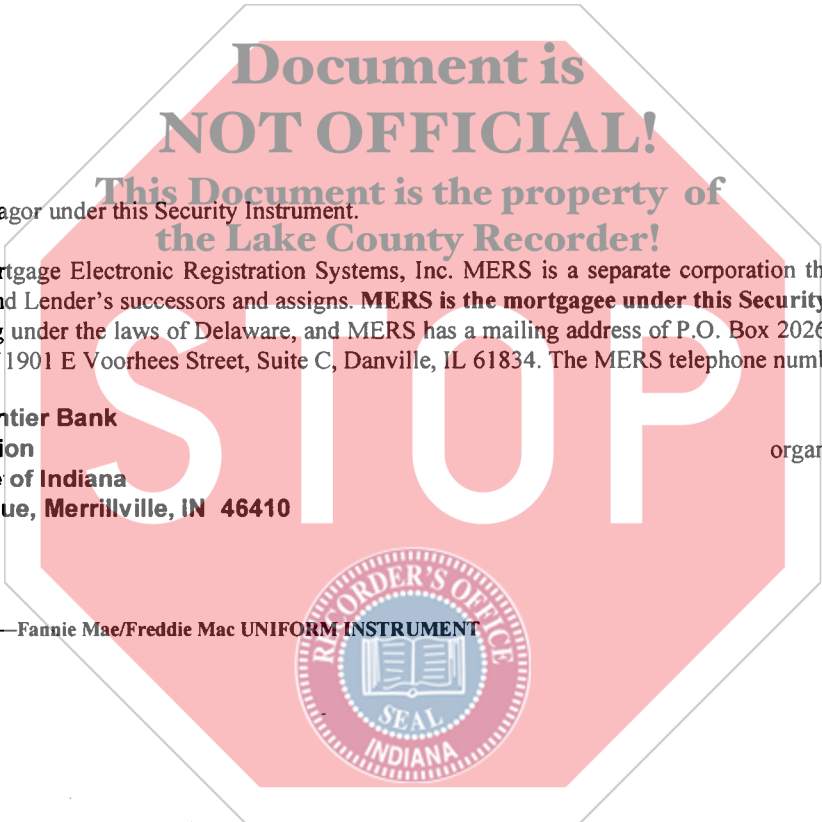 Document is
NOT OFFICIAL!
This Document is the property of
agor under this Security Instrument.
the Lake County Recorder!
rtgage Electronic Registration Systems, Inc. MERS is a separate corporation th
nd Lender's successors and assigns. MERS is the mortgagee under this Security
g under the laws of Delaware, and MERS has a mailing address of P.O. Box 2026
1901 E Voorhees Street, Suite C, Danville, IL 61834. The MERS telephone numb
STOP
ntier Bank
ion organ
e of Indiana
ue, Merrillville, IN 46410
—Fannie Mae/Freddie Mac UNIFORM INSTRUMENT
RECORDER'S OFFICE
SEAL
INDIANA